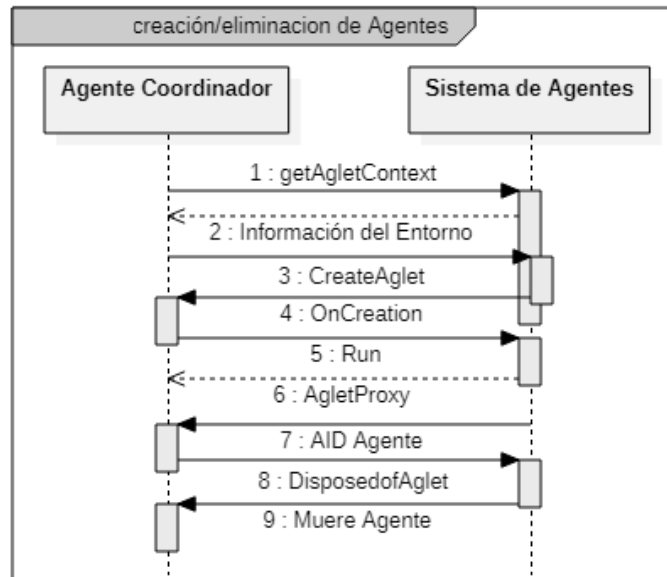 creación/eliminacion de Agentes
Agente Coordinador
Sistema de Agentes
1 : getAgletContext
2 : Información del Entorno
3 : CreateAglet
4 : OnCreation
5 : Run
6 : AgletProxy
7 : AID Agente
8 : DisposedofAglet
9 : Muere Agente